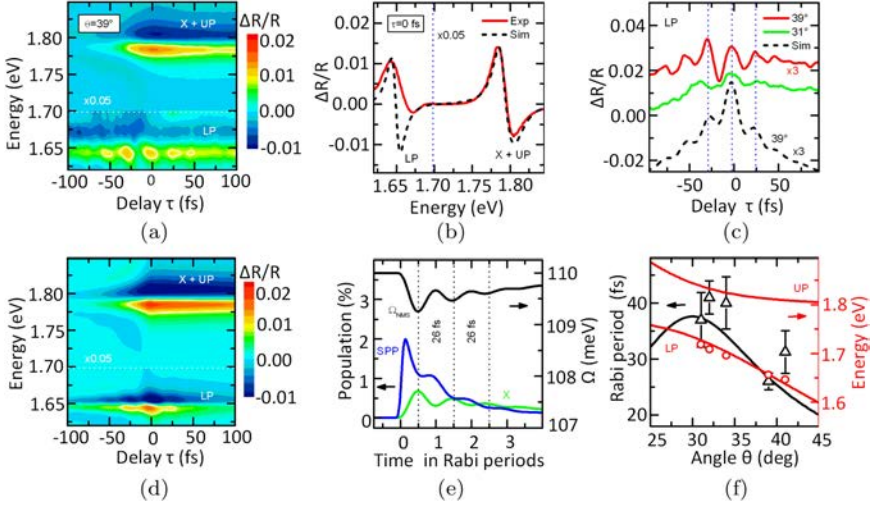 θ=39°
X + UP
ΔR/R
0.02
0.01
0.00
-0.01
1.80
1.75
1.70
1.65
x0.05
LP
Energy (eV)
-100 -50 0 50 100
Delay τ (fs)
(a)
τ=0 fs
x0.05
Exp
Sim
0.02
0.01
0.00
-0.01
ΔR/R
LP
X + UP
1.65 1.70 1.75 1.80
Energy (eV)
(b)
LP
39°
31°
Sim
x3
39°
x3
0.04
0.02
0.00
-0.02
ΔR/R
-50 0 50
Delay τ (fs)
(c)
X + UP
ΔR/R
0.02
0.01
0.00
-0.01
1.80
1.75
1.70
1.65
x0.05
LP
Energy (eV)
-100 -50 0 50 100
Delay τ (fs)
(d)
Population (%)
3
2
1
0
Ω_NMS
SPP
X
26 fs
26 fs
110
109
108
107
Ω (meV)
0 1 2 3
Time in Rabi periods
(e)
Rabi period (fs)
40
30
20
UP
LP
1.8
1.7
1.6
Energy (eV)
25 30 35 40 45
Angle θ (deg)
(f)